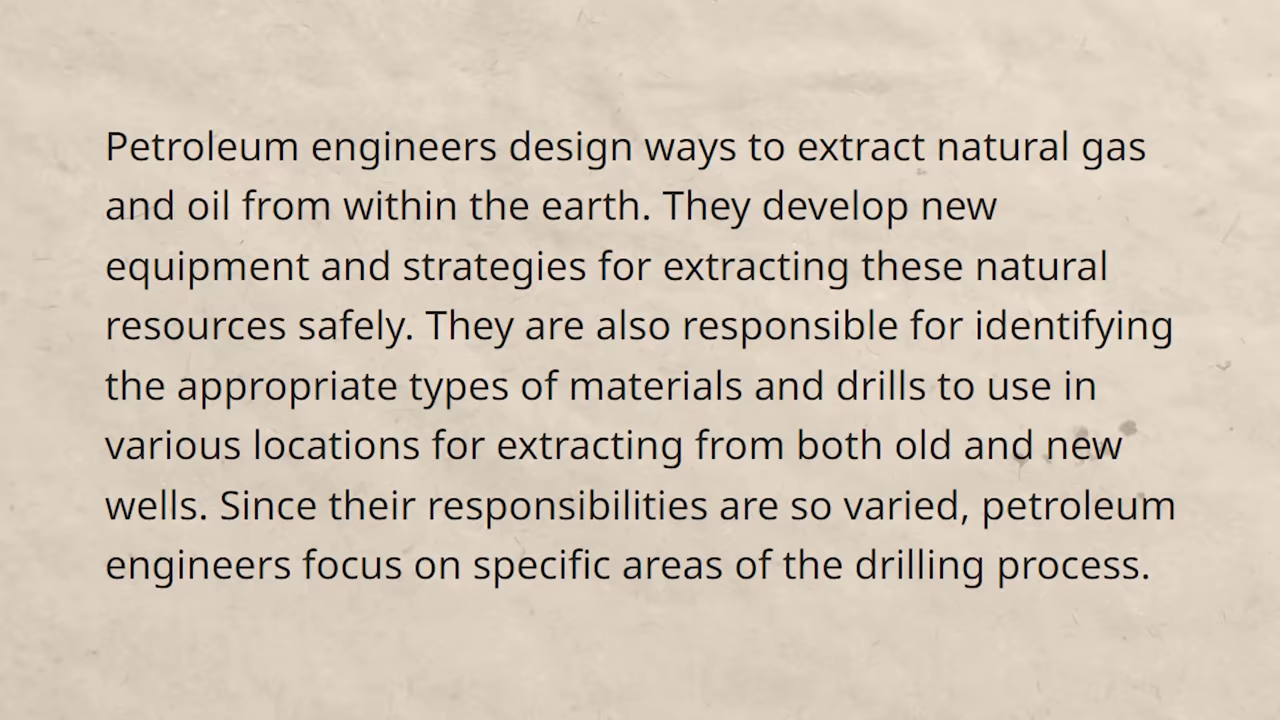 Petroleum engineers design ways to extract natural gas
and oil from within the earth. They develop new
equipment and strategies for extracting these natural
resources safely. They are also responsible for identifying
the appropriate types of materials and drills to use in
various locations for extracting from both old and new
wells. Since their responsibilities are so varied, petroleum
engineers focus on specific areas of the drilling process.